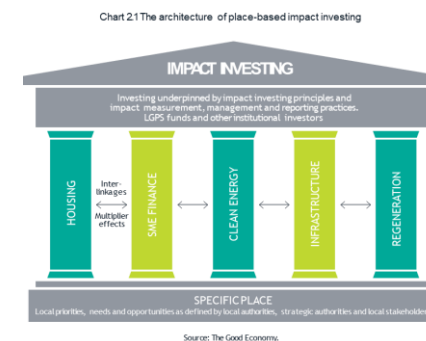 Chart 2.1 The architecture of place-based impact investing
IMPACT INVESTING
Investing underpinned by impact investing principles and
impact measurement, management and reporting practices.
LGPS funds and other institutional investors
HOUSING
Inter-
linkages
Multiplier
effects
SME FINANCE
CLEAN ENERGY
INFRASTRUCTURE
REGENERATION
SPECIFIC PLACE
Local priorities, needs and opportunities as defined by local authorities, strategic authorities and local stakeholde
Source: The Good Economy.